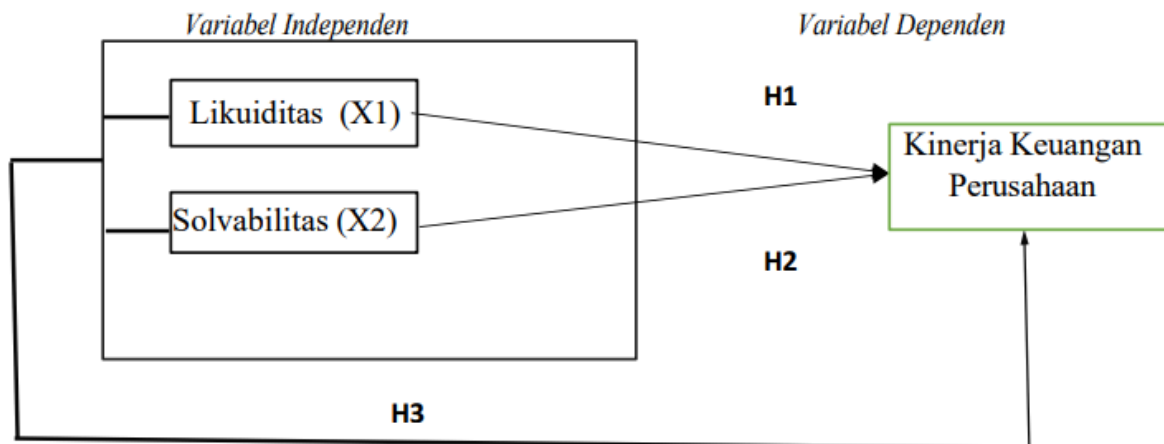 Variabel Independen
Variabel Dependen
Likuiditas (X1)
H1
Kinerja Keuangan
Perusahaan
Solvabilitas (X2)
H2
H3